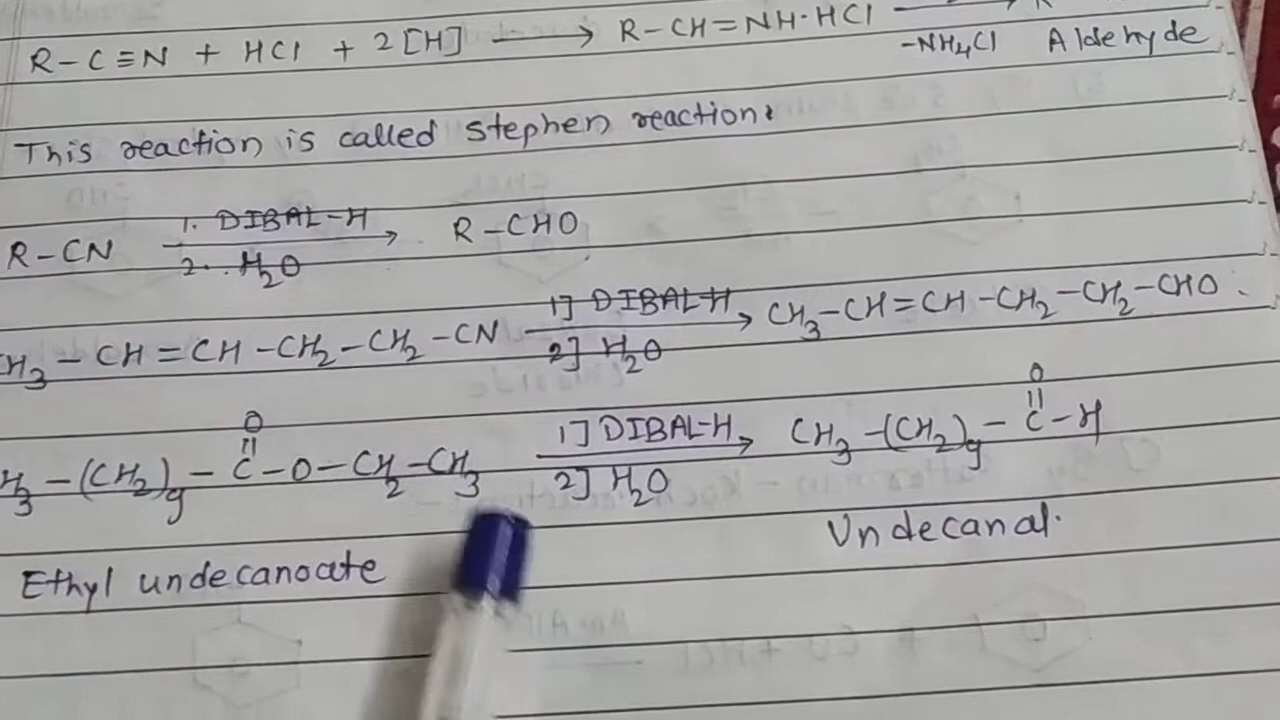 R-C≡N + HCl + 2[H] ⟶ R-CH=NH·HCl ⟶ R
-NH₄Cl Aldehyde
This reaction is called Stephen reaction.
R-CN 1. DIBAL-H ⟶ R-CHO
2. H₂O
CH₃-CH=CH-CH₂-CH₂-CN 1] DIBAL-H ⟶ CH₃-CH=CH-CH₂-CH₂-CHO.
2] H₂O
O O
|| ||
H₃-(CH₂)₉-C-O-CH₂-CH₃ 1] DIBAL-H ⟶ CH₃-(CH₂)₉-C-H
2] H₂O
Ethyl undecanoate Undecanal.